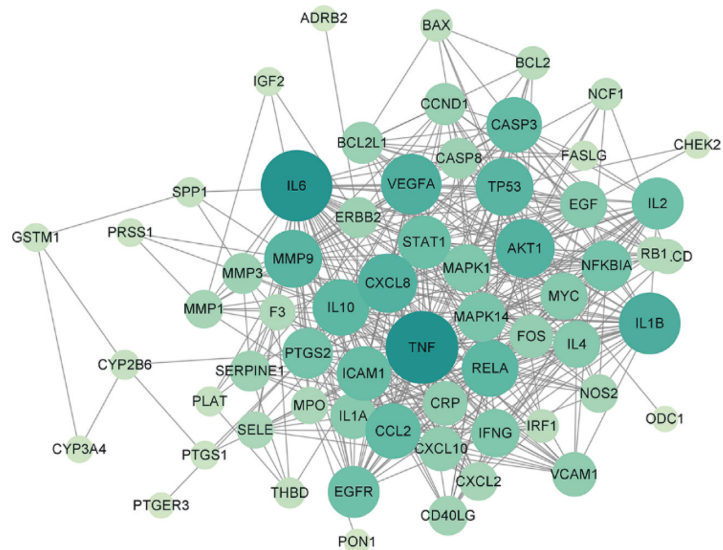 ADRB2
BAX
BCL2
IGF2
NCF1
CCND1
CASP3
BCL2L1
CHEK2
CASP8
FASLG
IL6
VEGFA
TP53
SPP1
EGF
IL2
ERBB2
GSTM1
PRSS1
STAT1
AKT1
RB1
.CD
MMP9
MMP3
MAPK1
NFKBIA
CXCL8
MYC
MMP1
F3
IL10
MAPK14
IL1B
FOS
IL4
TNF
PTGS2
CYP2B6
SERPINE1
ICAM1
RELA
PLAT
MPO
IL1A
CRP
NOS2
ODC1
SELE
CCL2
IFNG
IRF1
CYP3A4
PTGS1
CXCL10
VCAM1
CXCL2
THBD
EGFR
PTGER3
CD40LG
PON1